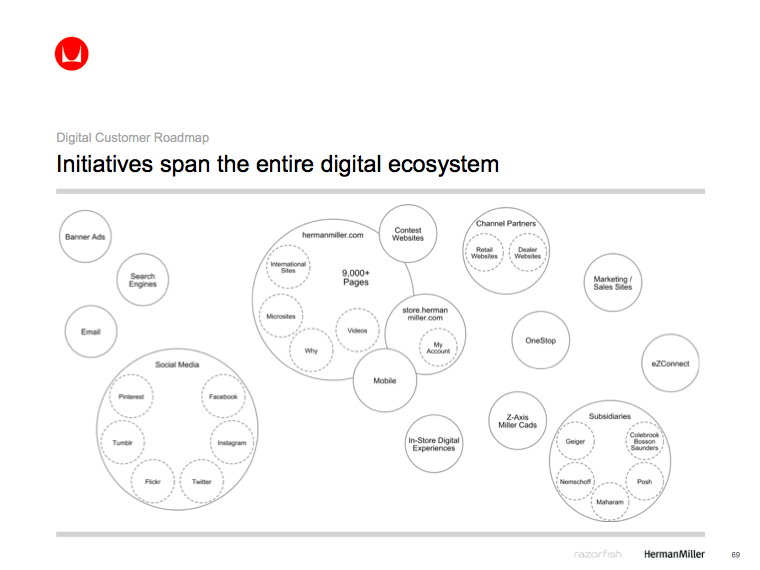 Digital Customer Roadmap
Initiatives span the entire digital ecosystem
Banner Ads
Search
Engines
Email
hermanmiller.com
International
Sites
9,000+
Pages
Microsites
Why
Videos
Contest
Websites
store.herman
miller.com
My
Account
Mobile
Channel Partners
Retail
Websites
Dealer
Websites
Marketing /
Sales Sites
OneStop
eZConnect
Social Media
Pinterest
Facebook
Tumblr
Instagram
Flickr
Twitter
In-Store Digital
Experiences
Z-Axis
Miller Cads
Subsidiaries
Geiger
Colebrook
Bosson
Saunders
Nemschoff
Posh
Maharam
razorfish.
HermanMiller
69